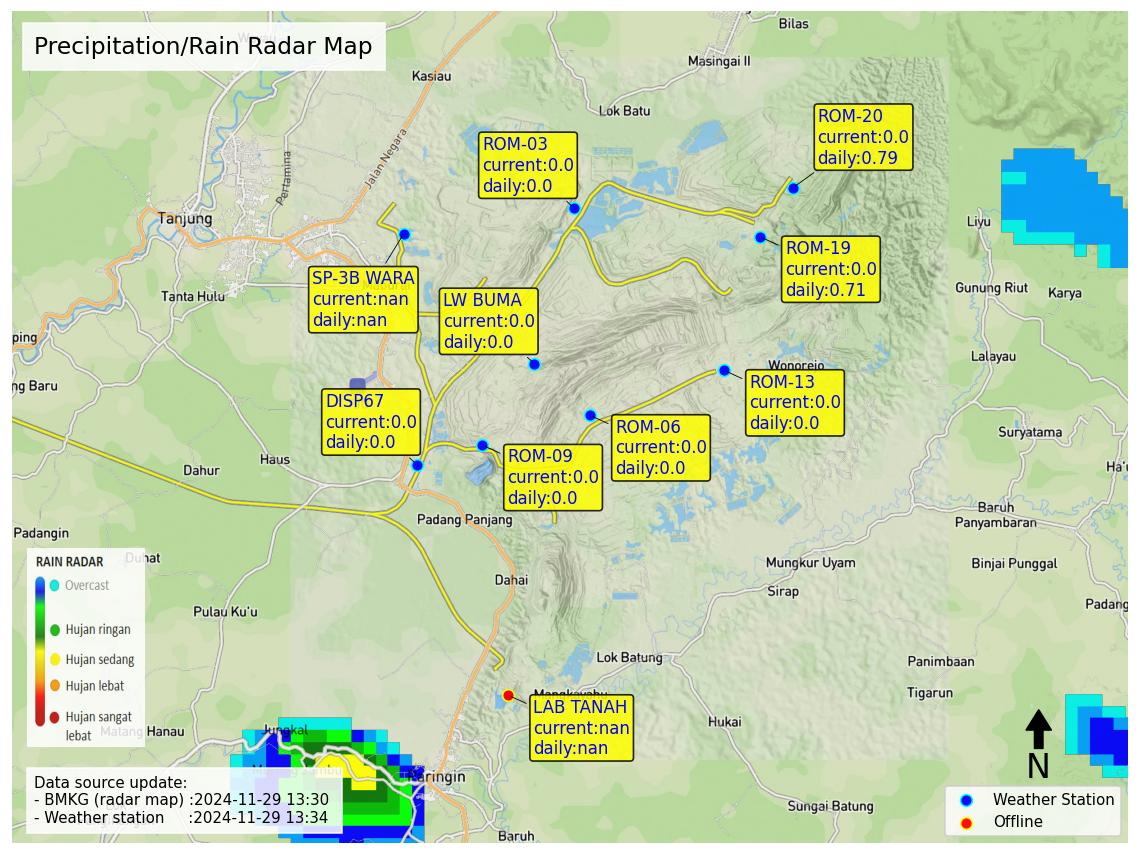 Precipitation/Rain Radar Map
Bilas
Masingai II
Kasiau
Lok Batu
Jalan Negara
Pertamina
Tanjung
Tanta Hulu
ROM-20
current:0.0
daily:0.79
ROM-03
current:0.0
daily:0.0
ROM-19
current:0.0
daily:0.71
SP-3B WARA
current:nan
daily:nan
LW BUMA
current:0.0
daily:0.0
Liyu
Gunung Riut
Karya
Lalayau
Wonorejo
ROM-13
current:0.0
daily:0.0
DISP67
current:0.0
daily:0.0
ROM-06
current:0.0
daily:0.0
ROM-09
current:0.0
daily:0.0
ping
ng Baru
Dahur
Haus
Suryatama
Ha'u
Padang Panjang
Baruh
Panyambaran
Padangin
Duhat
Binjai Punggal
Mungkur Uyam
Dahai
Sirap
Padang
Pulau Ku'u
RAIN RADAR
Overcast
Hujan ringan
Hujan sedang
Hujan lebat
Hujan sangat
lebat
Lok Batung
Panimbaan
Tigarun
Mangkayahu
LAB TANAH
current:nan
daily:nan
Hukai
Matang Hanau
Jungkal
Paringin
Sungai Batung
Baruh
Data source update:
- BMKG (radar map) :2024-11-29 13:30
- Weather station :2024-11-29 13:34
N
Weather Station
Offline